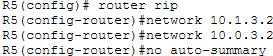 R5(config)# router rip
R5(config-router)#network 10.1.3.2
R5(config-router)#network 10.0.3.2
R5(config-router)#no auto-summary